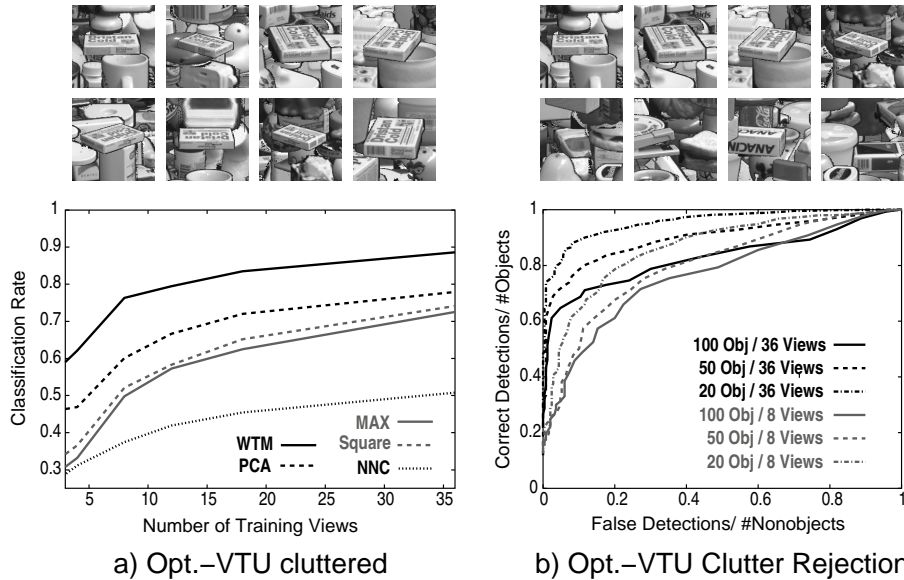 1
0.9
0.8
0.7
0.6
0.5
0.4
0.3
Classification Rate
WTM
PCA
MAX
Square
NNC
5 10 15 20 25 30 35
Number of Training Views
a) Opt.−VTU cluttered
ANACIN
1
0.8
0.6
0.4
0.2
0
Correct Detections/ #Objects
100 Obj / 36 Views
50 Obj / 36 Views
20 Obj / 36 Views
100 Obj / 8 Views
50 Obj / 8 Views
20 Obj / 8 Views
0 0.2 0.4 0.6 0.8 1
False Detections/ #Nonobjects
b) Opt.−VTU Clutter Rejection